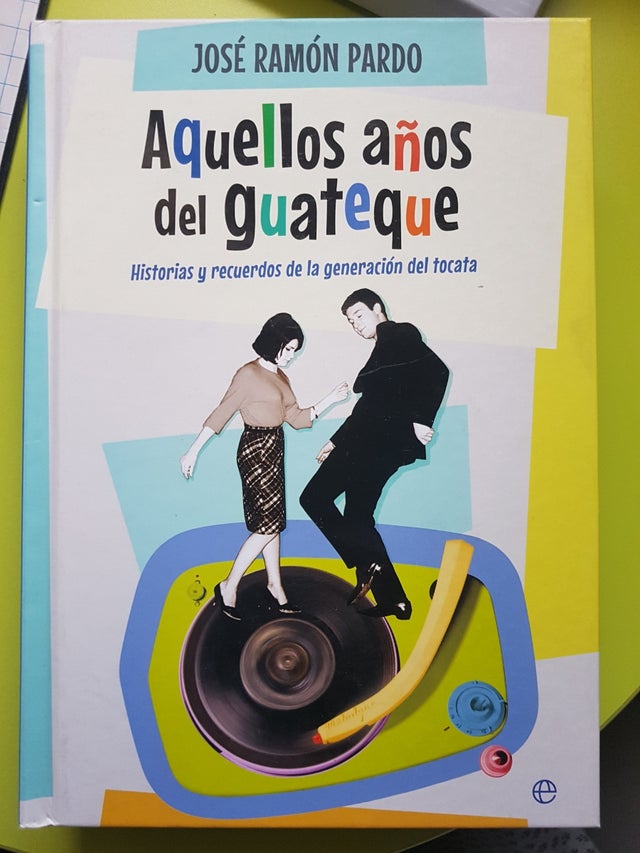 JOSÉ RAMÓN PARDO
Aquellos años
del guateque
Historias y recuerdos de la generación del tocata
e